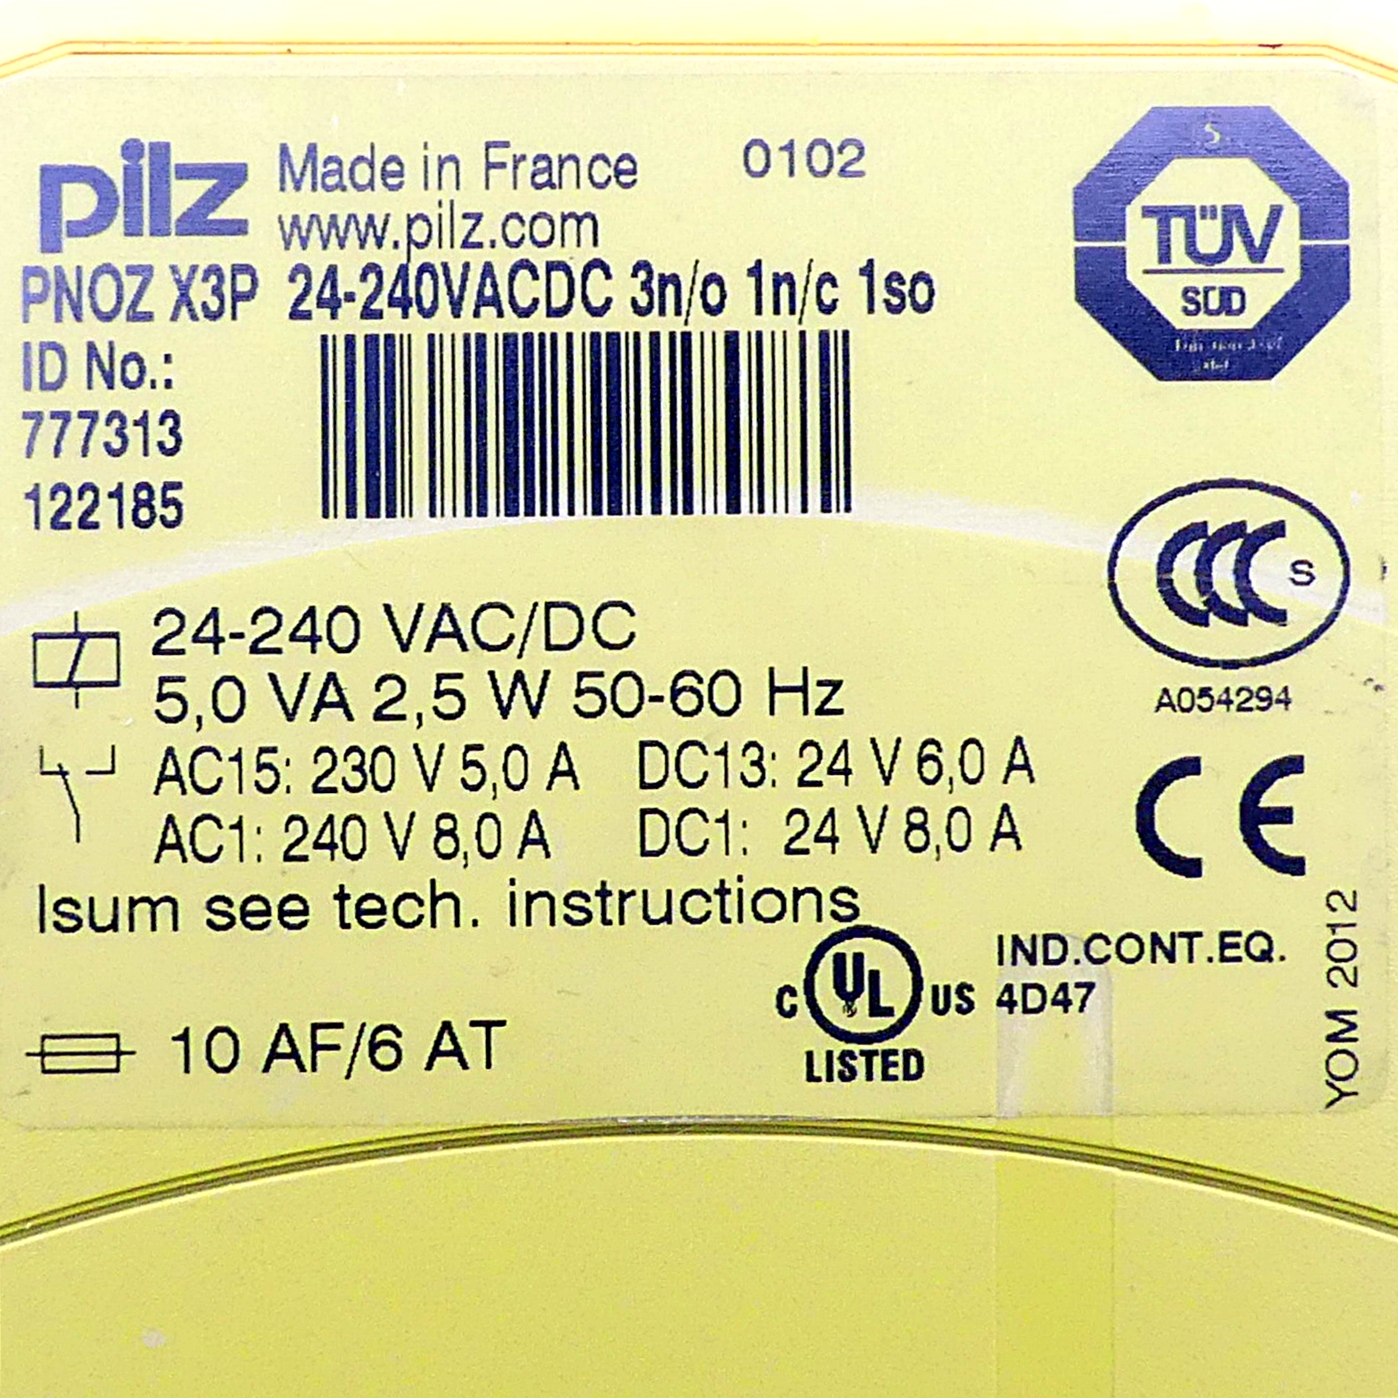 pilz Made in France 0102
www.pilz.com
PNOZ X3P 24-240VACDC 3n/o 1n/c 1so
ID No.:
777313
122185
TÜV
SÜD
CCC S
A054294
24-240 VAC/DC
5,0 VA 2,5 W 50-60 Hz
AC15: 230 V 5,0 A DC13: 24 V 6,0 A
AC1: 240 V 8,0 A DC1: 24 V 8,0 A
CE
Isum see tech. instructions
C UL US
LISTED
IND.CONT.EQ.
4D47
YOM 2012
10 AF/6 AT